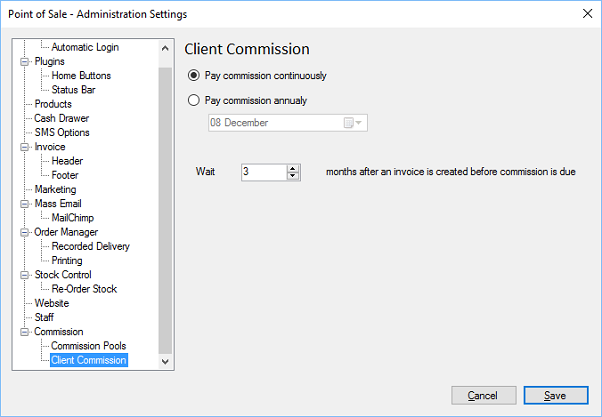 Point of Sale - Administration Settings
Automatic Login
Plugins
Home Buttons
Status Bar
Products
Cash Drawer
SMS Options
Invoice
Header
Footer
Marketing
Mass Email
MailChimp
Order Manager
Recorded Delivery
Printing
Stock Control
Re-Order Stock
Website
Staff
Commission
Commission Pools
Client Commission
Client Commission
Pay commission continuously
Pay commission annualy
08 December
Wait 3 months after an invoice is created before commission is due
Cancel Save